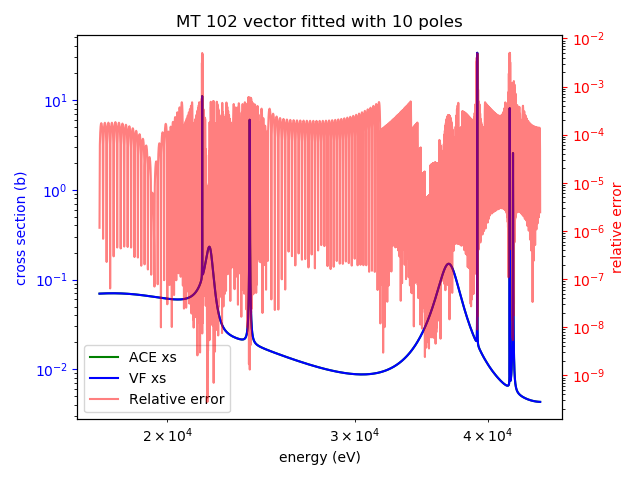 MT 102 vector fitted with 10 poles
cross section (b)
10¹
10⁰
10⁻¹
10⁻²
10⁻²
10⁻³
10⁻⁴
10⁻⁵
10⁻⁶
10⁻⁷
10⁻⁸
10⁻⁹
relative error
ACE xs
VF xs
Relative error
2 × 10⁴
3 × 10⁴
4 × 10⁴
energy (eV)